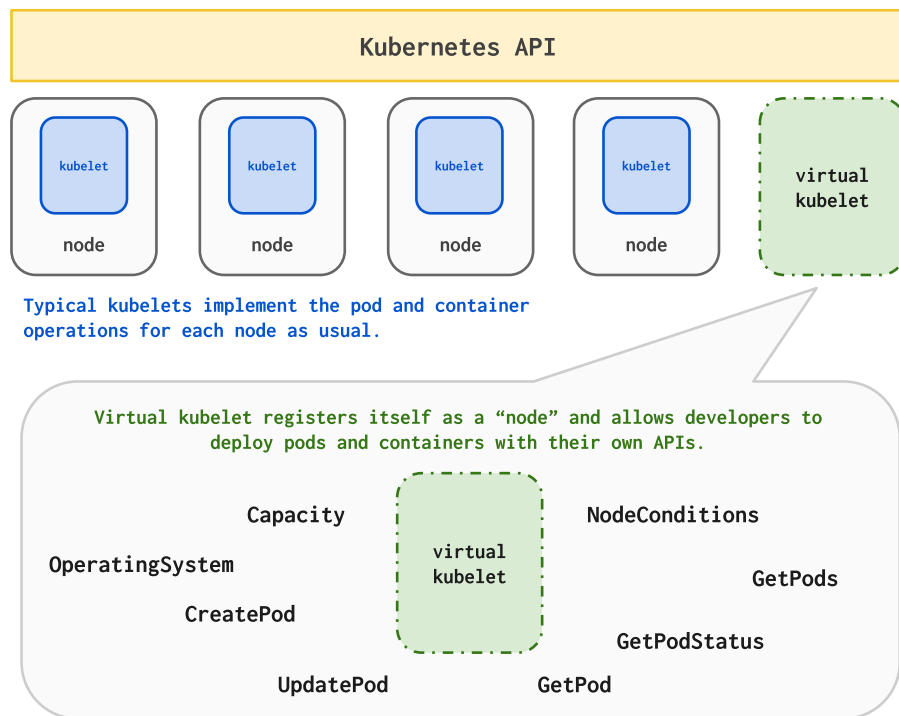 Kubernetes API
kubelet
kubelet
kubelet
kubelet
virtual
kubelet
node
node
node
node
Typical kubelets implement the pod and container
operations for each node as usual.
Virtual kubelet registers itself as a “node” and allows developers to
deploy pods and containers with their own APIs.
Capacity
NodeConditions
virtual
kubelet
OperatingSystem
GetPods
CreatePod
GetPodStatus
UpdatePod
GetPod